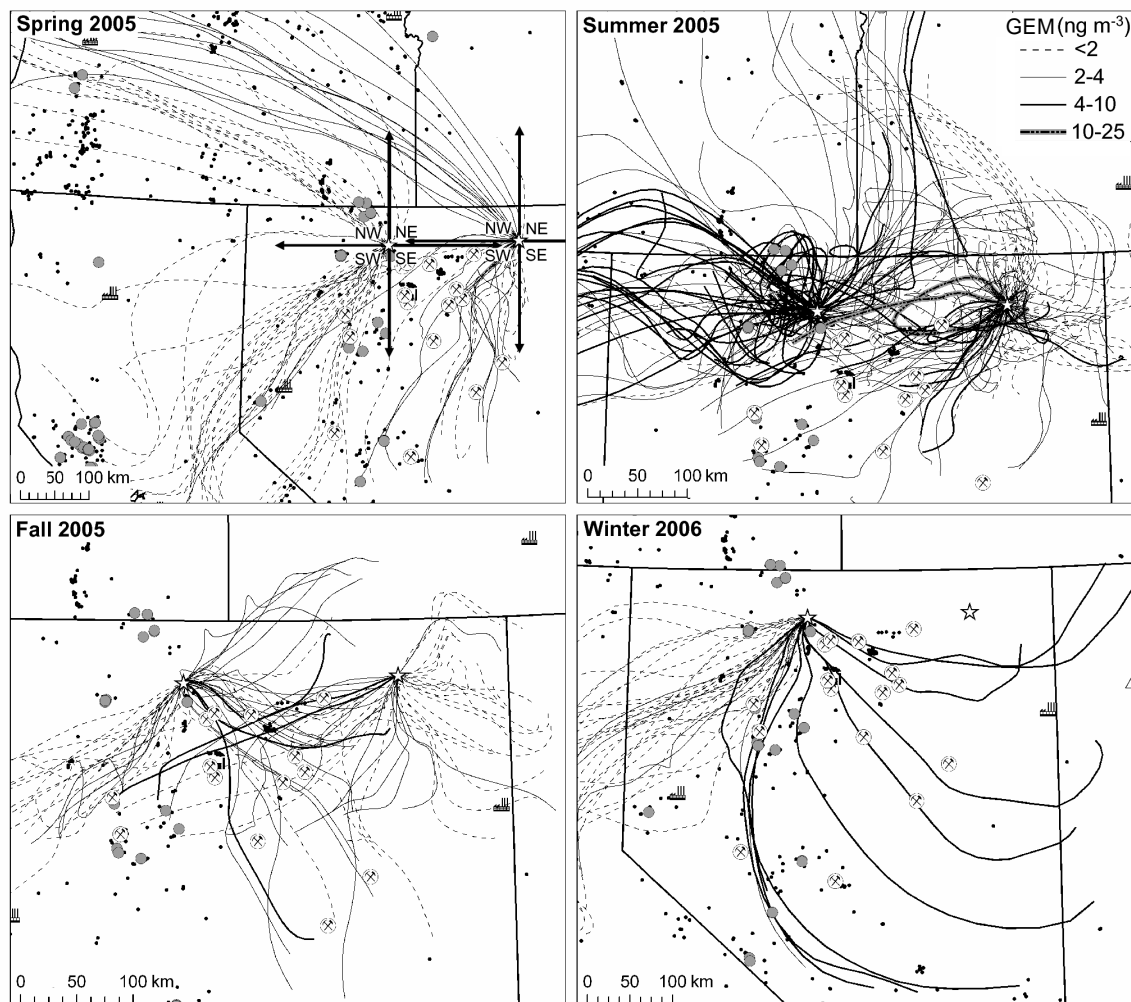 Spring 2005
NW NE NW NE
SW SE SW SE
0 50 100 km
Summer 2005
GEM (ng m-3)
<2
2-4
4-10
10-25
0 50 100 km
Fall 2005
0 50 100 km
Winter 2006
0 50 100 km